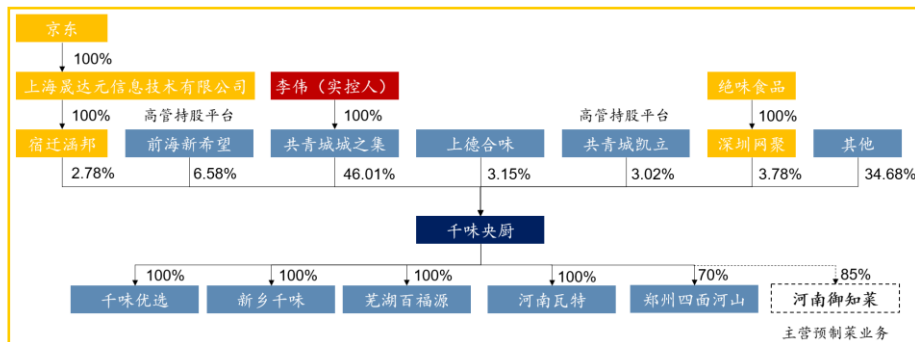 京东
100%
上海晟达元信息技术有限公司
李伟（实控人）
绝味食品
100%
高管持股平台
100%
高管持股平台
100%
宿迁涵邦
前海新希望
共青城城之集
上德合味
共青城凯立
深圳网聚
其他
2.78%
6.58%
46.01%
3.15%
3.02%
3.78%
34.68%
千味央厨
100%
100%
100%
100%
70%
85%
千味优选
新乡千味
芜湖百福源
河南瓦特
郑州四面河山
河南御知菜
主营预制菜业务